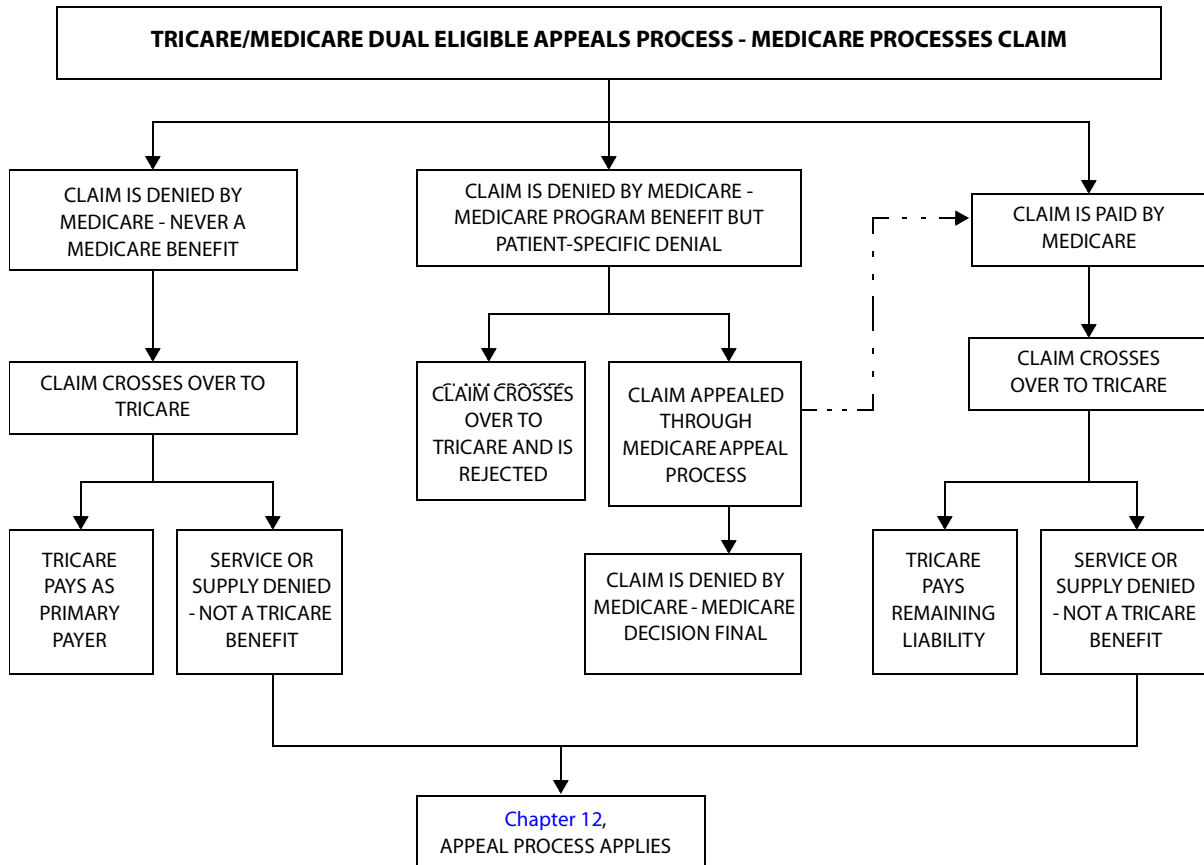 TRICARE/MEDICARE DUAL ELIGIBLE APPEALS PROCESS - MEDICARE PROCESSES CLAIM
CLAIM IS DENIED BY
MEDICARE - NEVER A
MEDICARE BENEFIT
CLAIM IS DENIED BY MEDICARE -
MEDICARE PROGRAM BENEFIT BUT
PATIENT-SPECIFIC DENIAL
CLAIM IS PAID BY
MEDICARE
CLAIM CROSSES OVER TO
TRICARE
CLAIM CROSSES
OVER TO
TRICARE AND IS
REJECTED
CLAIM APPEALED
THROUGH
MEDICARE APPEAL
PROCESS
CLAIM CROSSES
OVER TO TRICARE
TRICARE
PAYS AS
PRIMARY
PAYER
SERVICE OR
SUPPLY DENIED
- NOT A TRICARE
BENEFIT
CLAIM IS DENIED BY
MEDICARE - MEDICARE
DECISION FINAL
TRICARE
PAYS
REMAINING
LIABILITY
SERVICE OR
SUPPLY DENIED
- NOT A TRICARE
BENEFIT
Chapter 12,
APPEAL PROCESS APPLIES